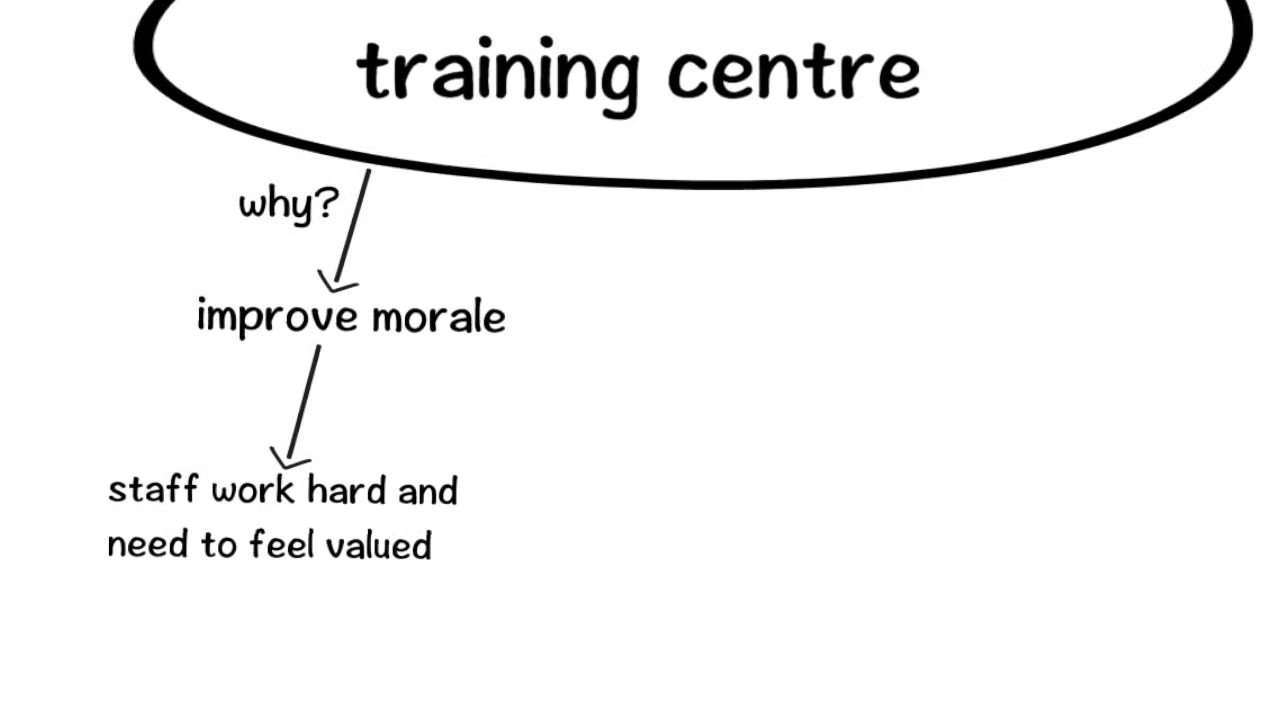 training centre
why?
improve morale
staff work hard and
need to feel valued